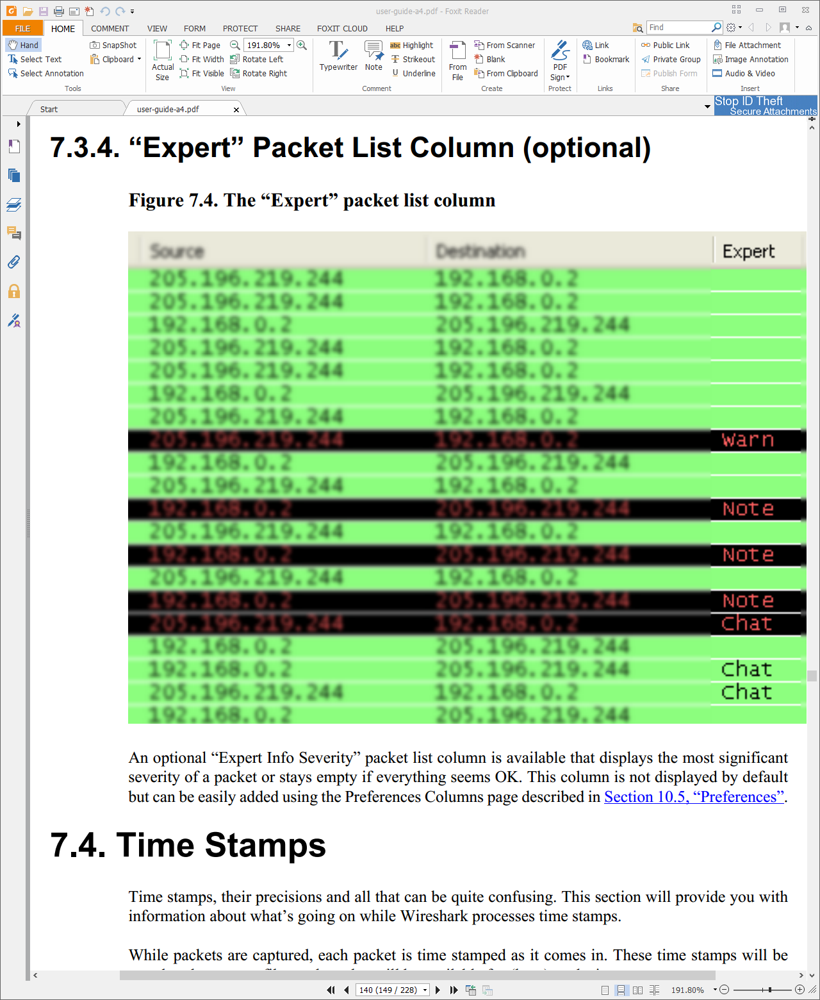 user-guide-a4.pdf - Foxit Reader
FILE HOME COMMENT VIEW FORM PROTECT SHARE FOXIT CLOUD HELP Find
Hand SnapShot Fit Page 191.80% Highlight From Scanner Link Public Link File Attachment
Select Text Clipboard Fit Width Rotate Left Strikeout Blank Bookmark Private Group Image Annotation
Select Annotation Actual Size Fit Visible Rotate Right Typewriter Note Underline From File From Clipboard PDF Sign Publish Form Audio & Video
Tools View Comment Create Protect Links Share Insert
Start user-guide-a4.pdf Stop ID Theft
Secure Attachments
7.3.4. “Expert” Packet List Column (optional)
Figure 7.4. The “Expert” packet list column
Source Destination Expert
205.196.219.244 192.168.0.2
205.196.219.244 192.168.0.2
192.168.0.2 205.196.219.244
205.196.219.244 192.168.0.2
205.196.219.244 192.168.0.2
192.168.0.2 205.196.219.244
205.196.219.244 192.168.0.2
205.196.219.244 192.168.0.2 Warn
192.168.0.2 205.196.219.244
205.196.219.244 192.168.0.2
192.168.0.2 205.196.219.244 Note
205.196.219.244 192.168.0.2
192.168.0.2 205.196.219.244 Note
205.196.219.244 192.168.0.2
192.168.0.2 205.196.219.244 Note
205.196.219.244 192.168.0.2 Chat
192.168.0.2 205.196.219.244
192.168.0.2 205.196.219.244 Chat
205.196.219.244 192.168.0.2 Chat
192.168.0.2 205.196.219.244
An optional “Expert Info Severity” packet list column is available that displays the most significant
severity of a packet or stays empty if everything seems OK. This column is not displayed by default
but can be easily added using the Preferences Columns page described in Section 10.5, “Preferences”.
7.4. Time Stamps
Time stamps, their precisions and all that can be quite confusing. This section will provide you with
information about what’s going on while Wireshark processes time stamps.
While packets are captured, each packet is time stamped as it comes in. These time stamps will be
140 (149 / 228) 191.80%